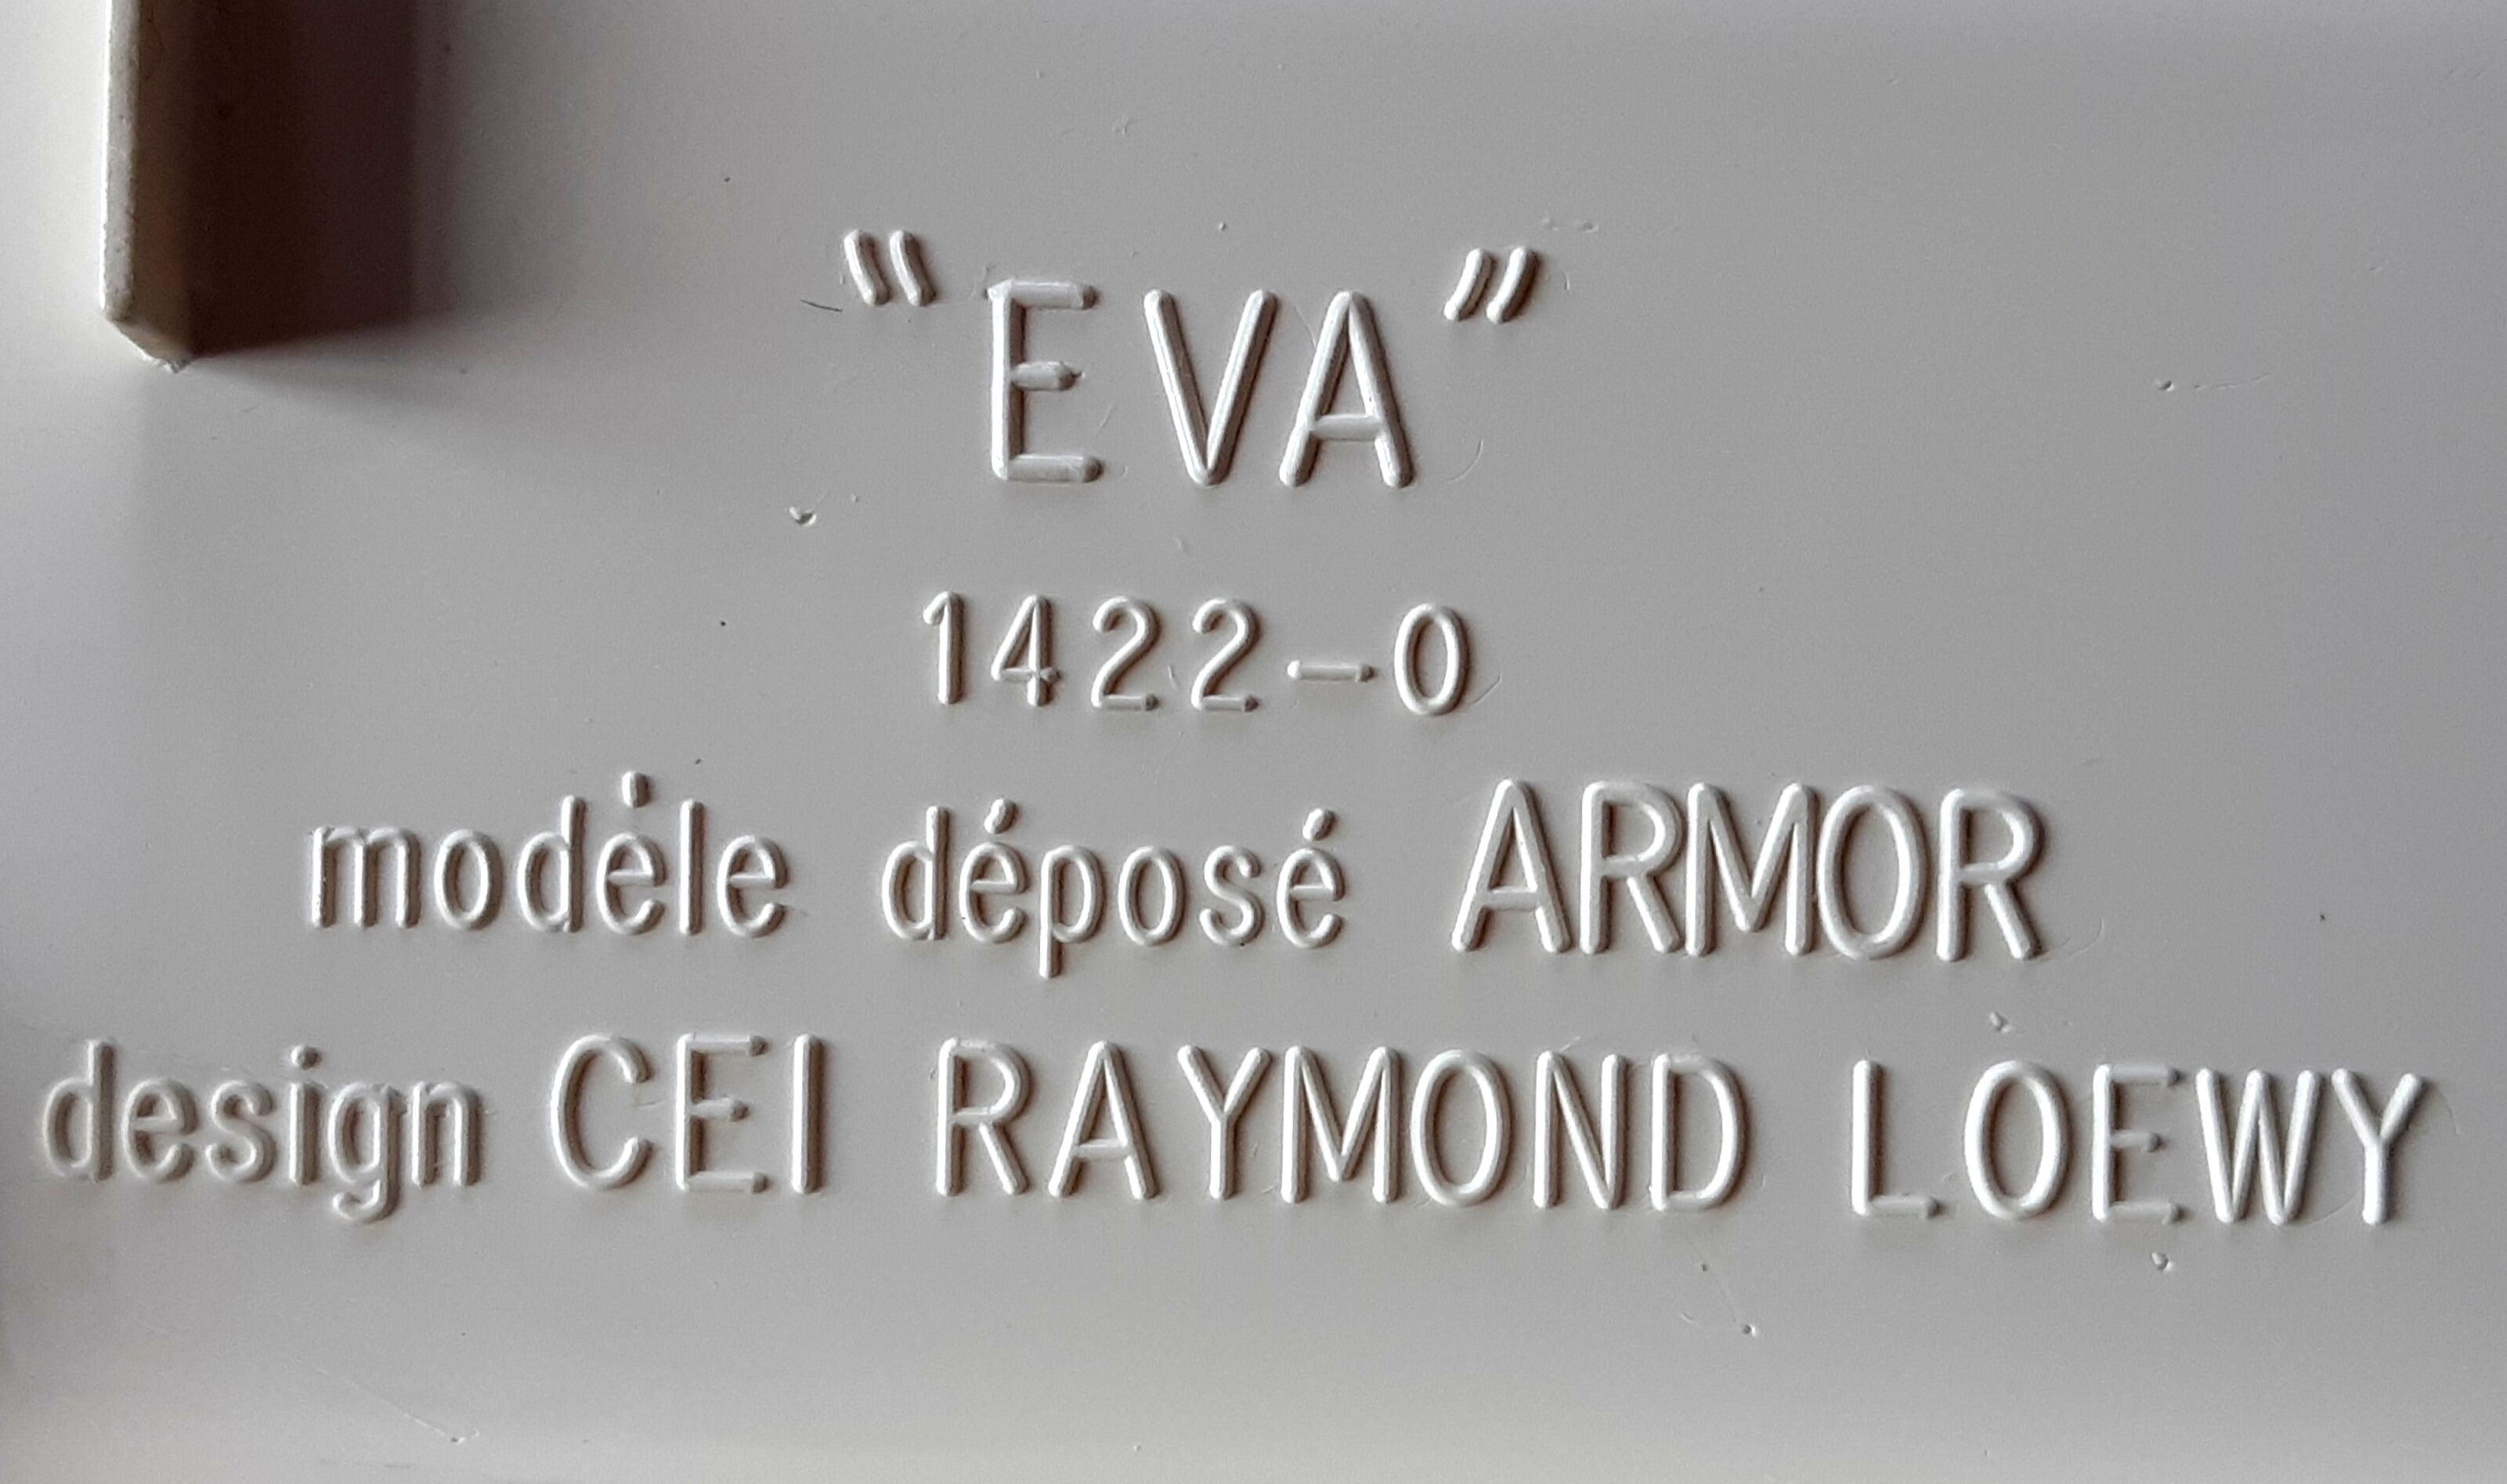 “EVA”
1422-0
modèle déposé ARMOR
design CEI RAYMOND LOEWY